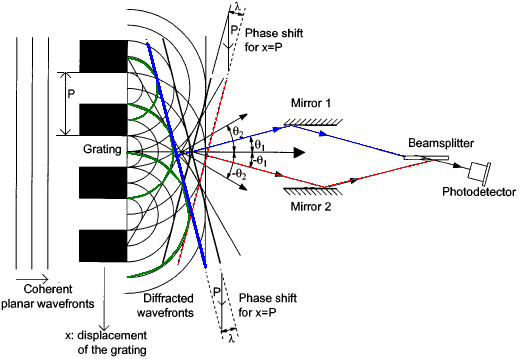 λ
P
Phase shift
for x=P
P
Mirror 1
Beamsplitter
Grating
θ2
θ1
-θ1
-θ2
Photodetector
Mirror 2
Coherent
planar wavefronts
Diffracted
wavefronts
P
Phase shift
for x=P
λ
x: displacement
of the grating